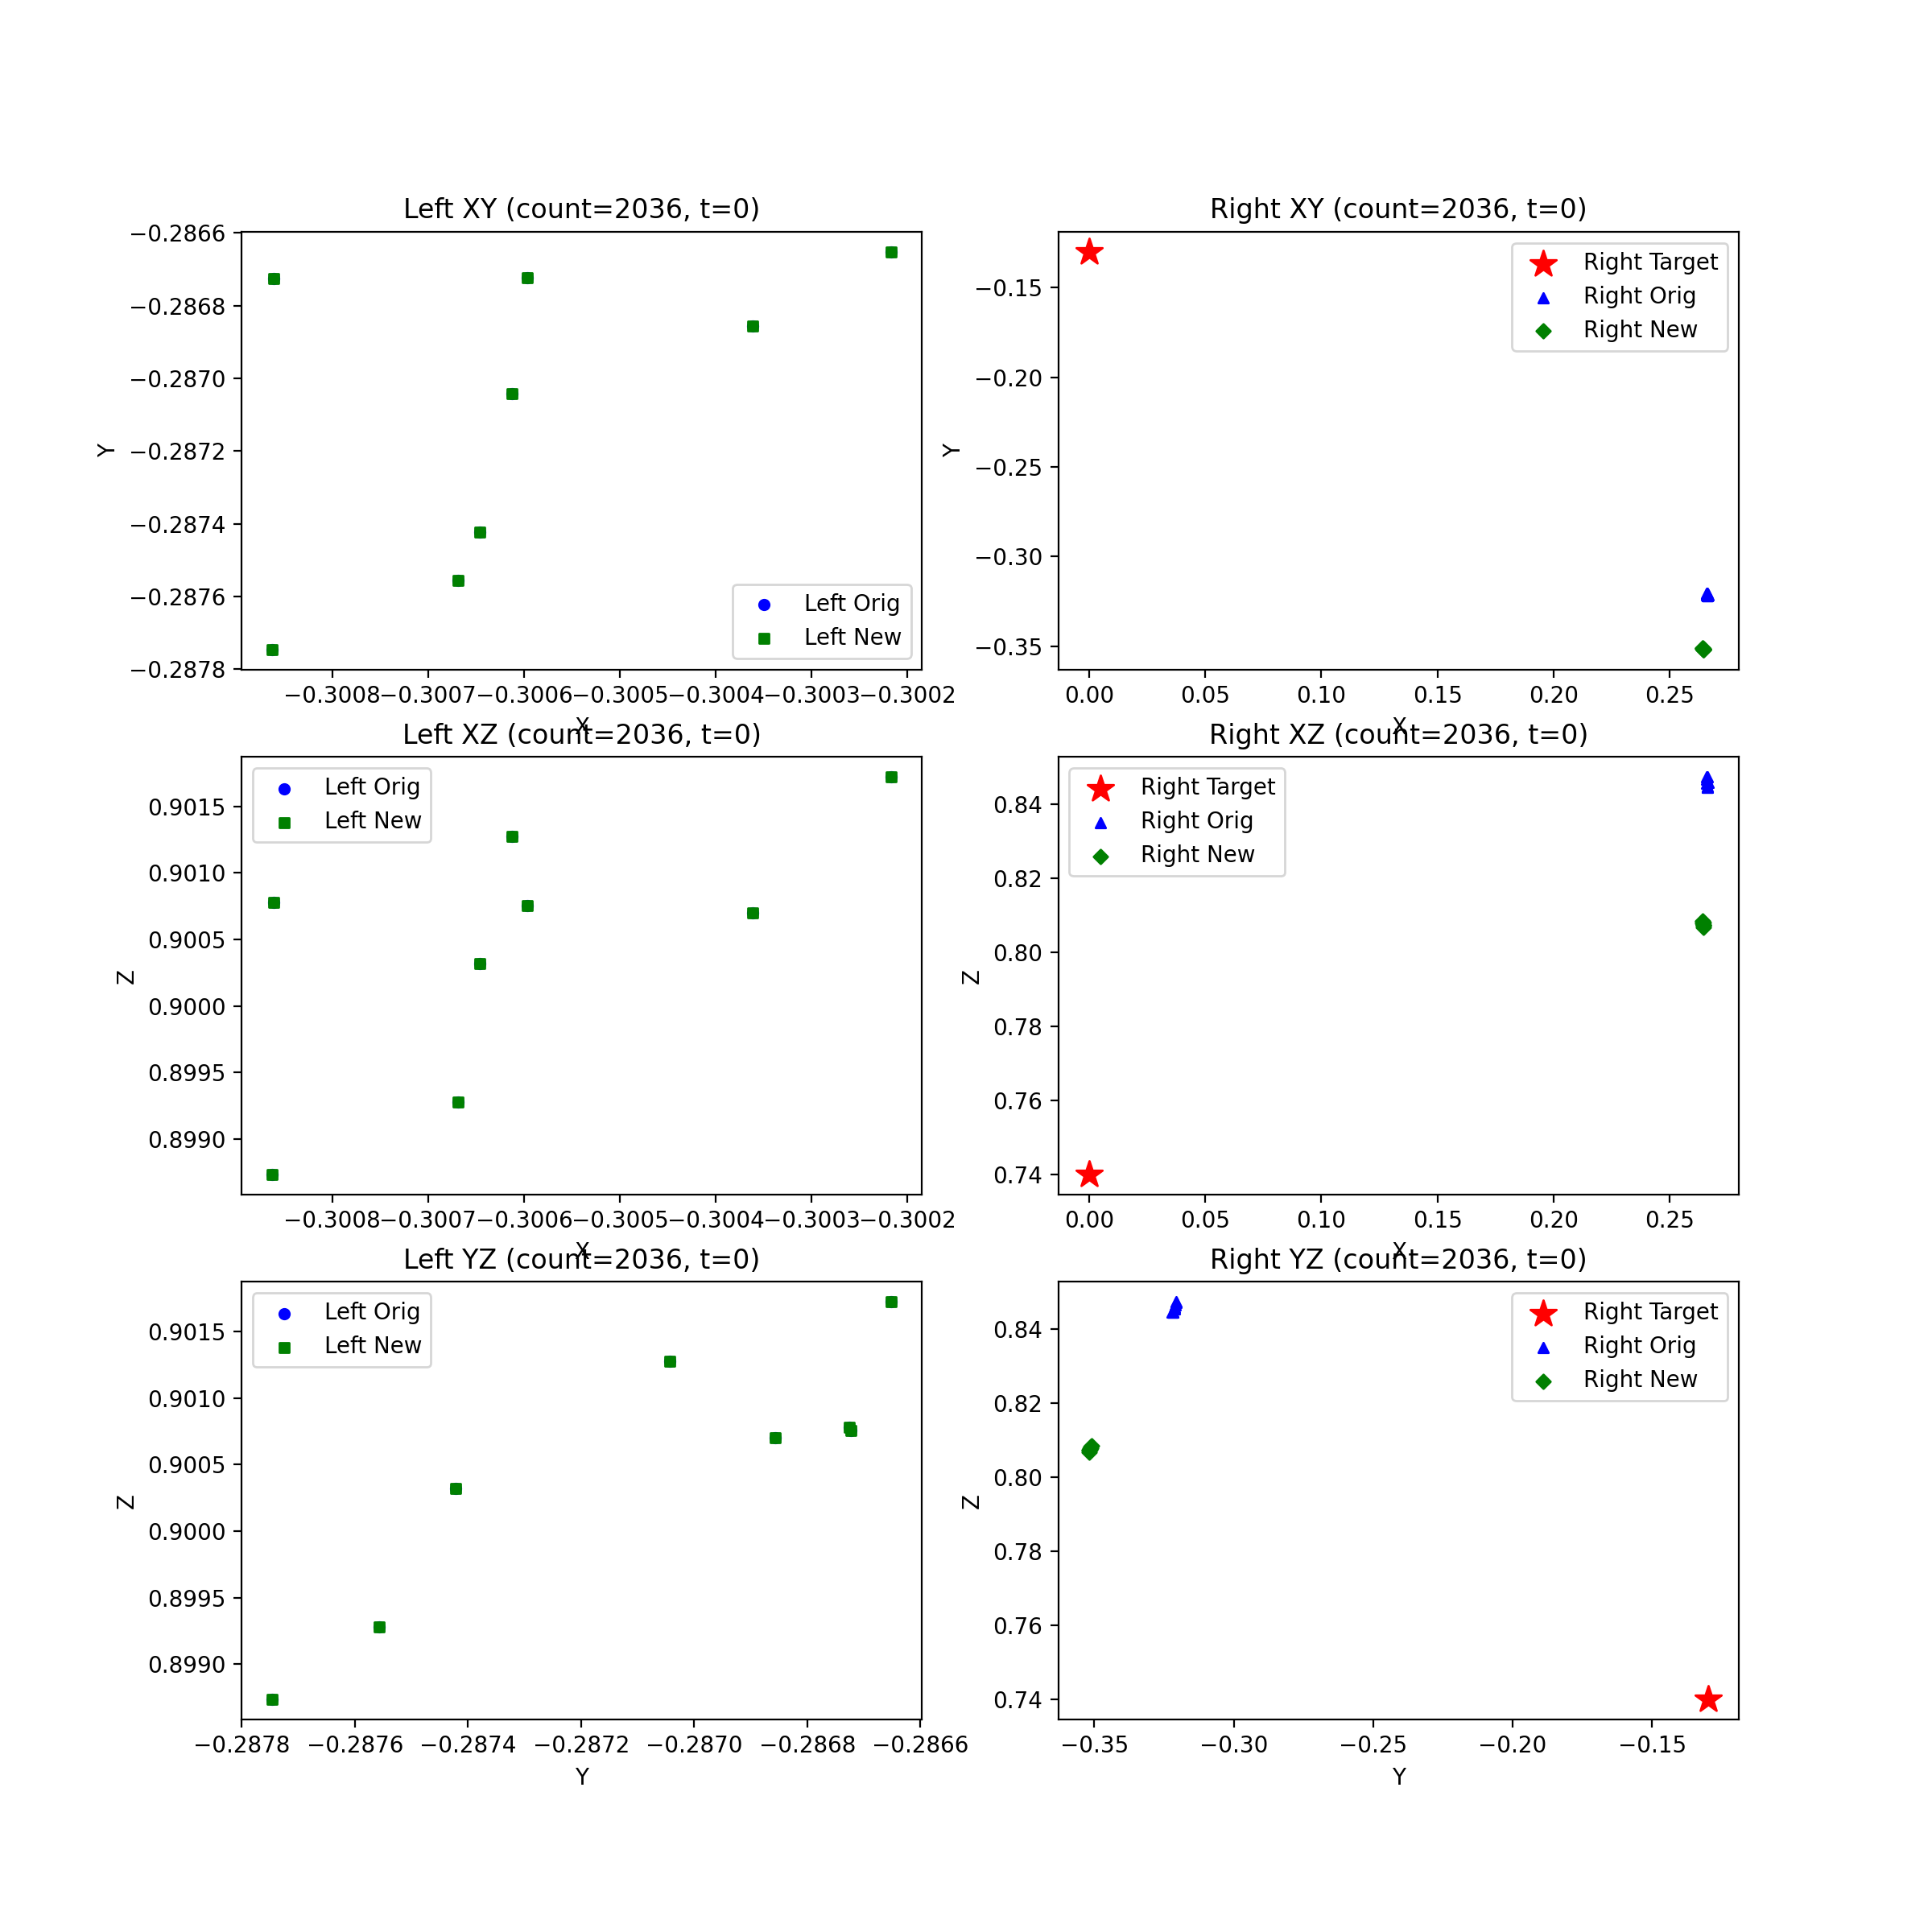 Left XY (count=2036, t=0)
−0.2866
−0.2868
−0.2870
−0.2872
−0.2874
−0.2876
−0.2878
Y
Left Orig
Left New
−0.3008 −0.3007 −0.3006 −0.3005 −0.3004 −0.3003 −0.3002
X
Right XY (count=2036, t=0)
−0.15
−0.20
−0.25
−0.30
−0.35
Y
Right Target
Right Orig
Right New
0.00 0.05 0.10 0.15 0.20 0.25
X
Left XZ (count=2036, t=0)
0.9015
0.9010
0.9005
0.9000
0.8995
0.8990
Z
Left Orig
Left New
−0.3008 −0.3007 −0.3006 −0.3005 −0.3004 −0.3003 −0.3002
X
Right XZ (count=2036, t=0)
0.84
0.82
0.80
0.78
0.76
0.74
Z
Right Target
Right Orig
Right New
0.00 0.05 0.10 0.15 0.20 0.25
X
Left YZ (count=2036, t=0)
0.9015
0.9010
0.9005
0.9000
0.8995
0.8990
Z
Left Orig
Left New
−0.2878 −0.2876 −0.2874 −0.2872 −0.2870 −0.2868 −0.2866
Y
Right YZ (count=2036, t=0)
0.84
0.82
0.80
0.78
0.76
0.74
Z
Right Target
Right Orig
Right New
−0.35 −0.30 −0.25 −0.20 −0.15
Y